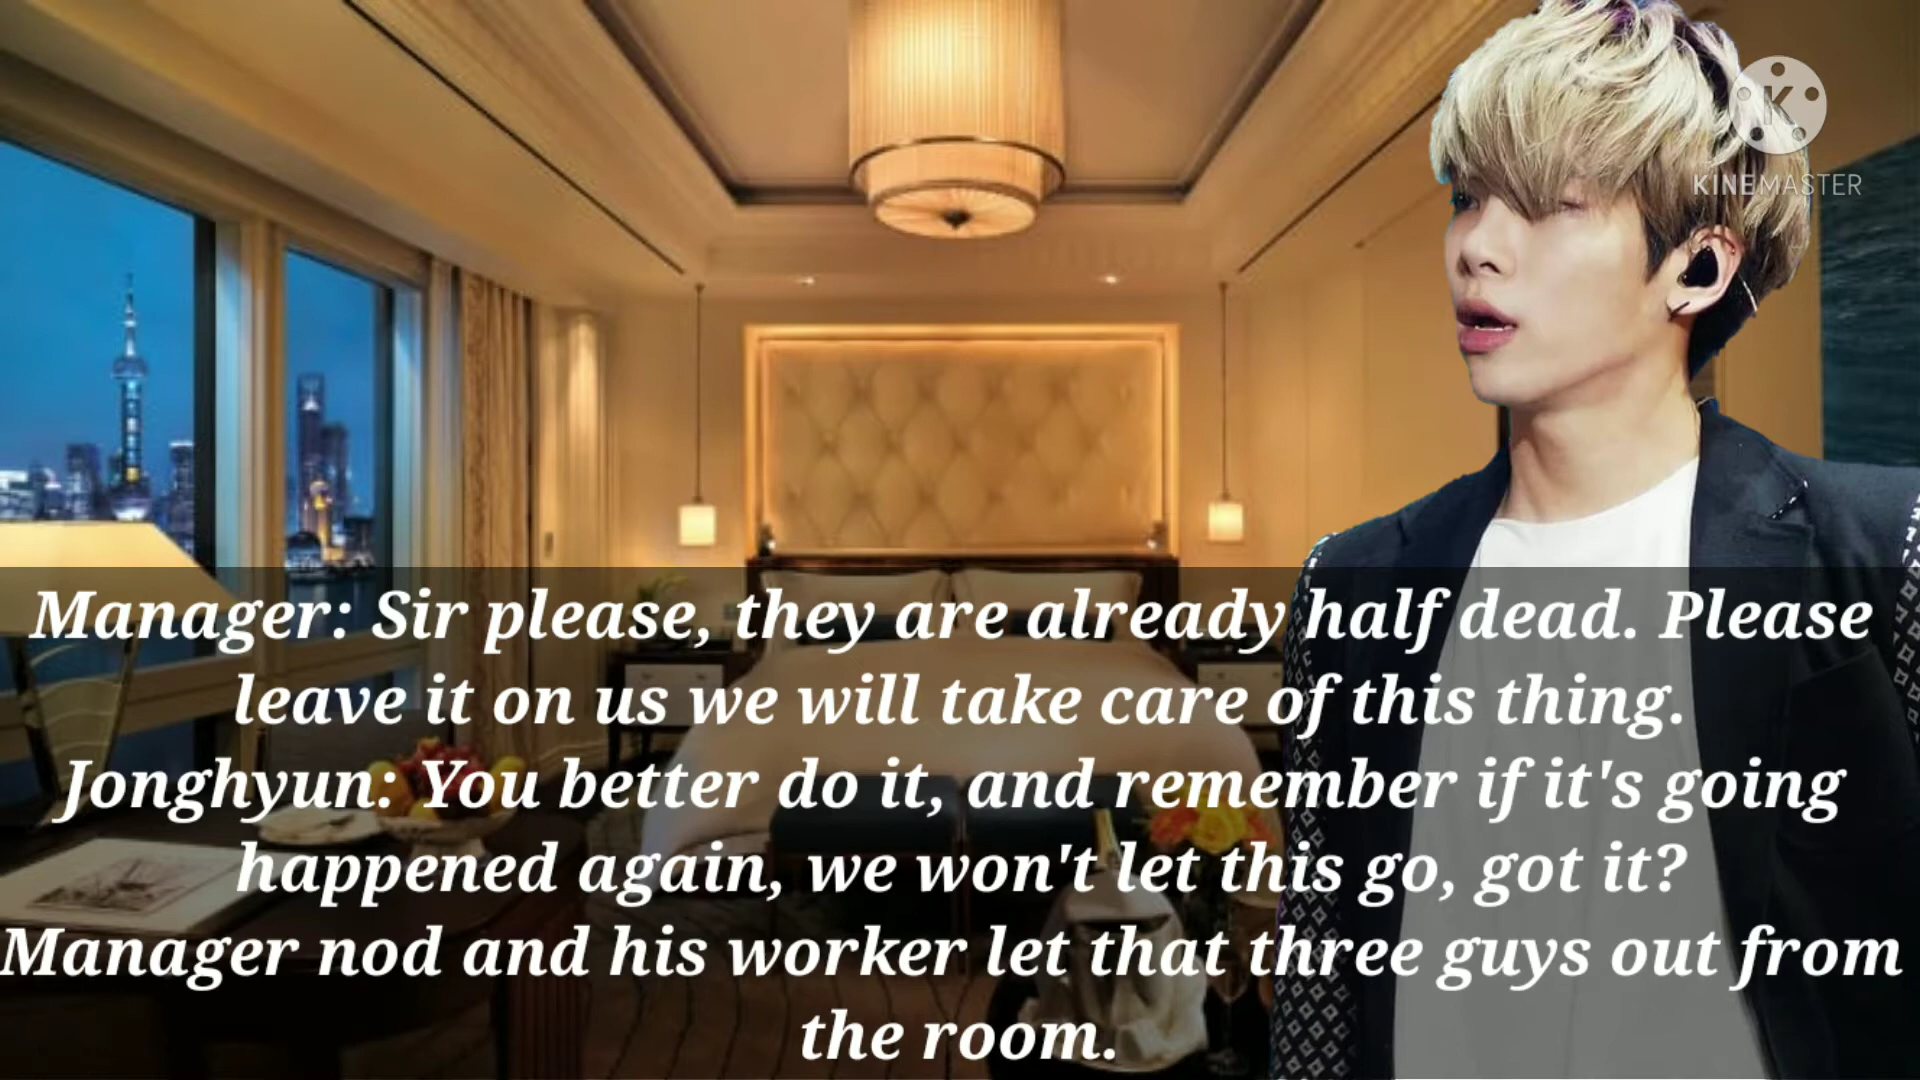 KINEMASTER
Manager: Sir please, they are already half dead. Please
leave it on us we will take care of this thing.
Jonghyun: You better do it, and remember if it's going
happened again, we won't let this go, got it?
Manager nod and his worker let that three guys out from
the room.